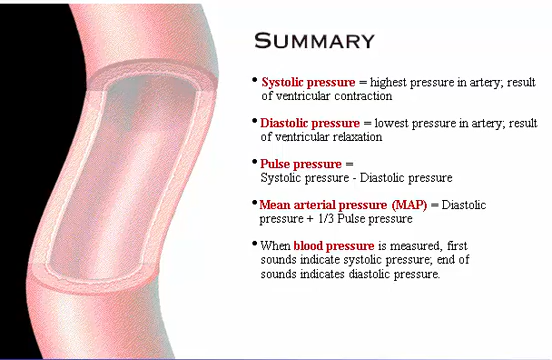 SUMMARY
• Systolic pressure = highest pressure in artery; result
of ventricular contraction
• Diastolic pressure = lowest pressure in artery; result
of ventricular relaxation
• Pulse pressure =
Systolic pressure - Diastolic pressure
• Mean arterial pressure (MAP) = Diastolic
pressure + 1/3 Pulse pressure
• When blood pressure is measured, first
sounds indicate systolic pressure; end of
sounds indicates diastolic pressure.